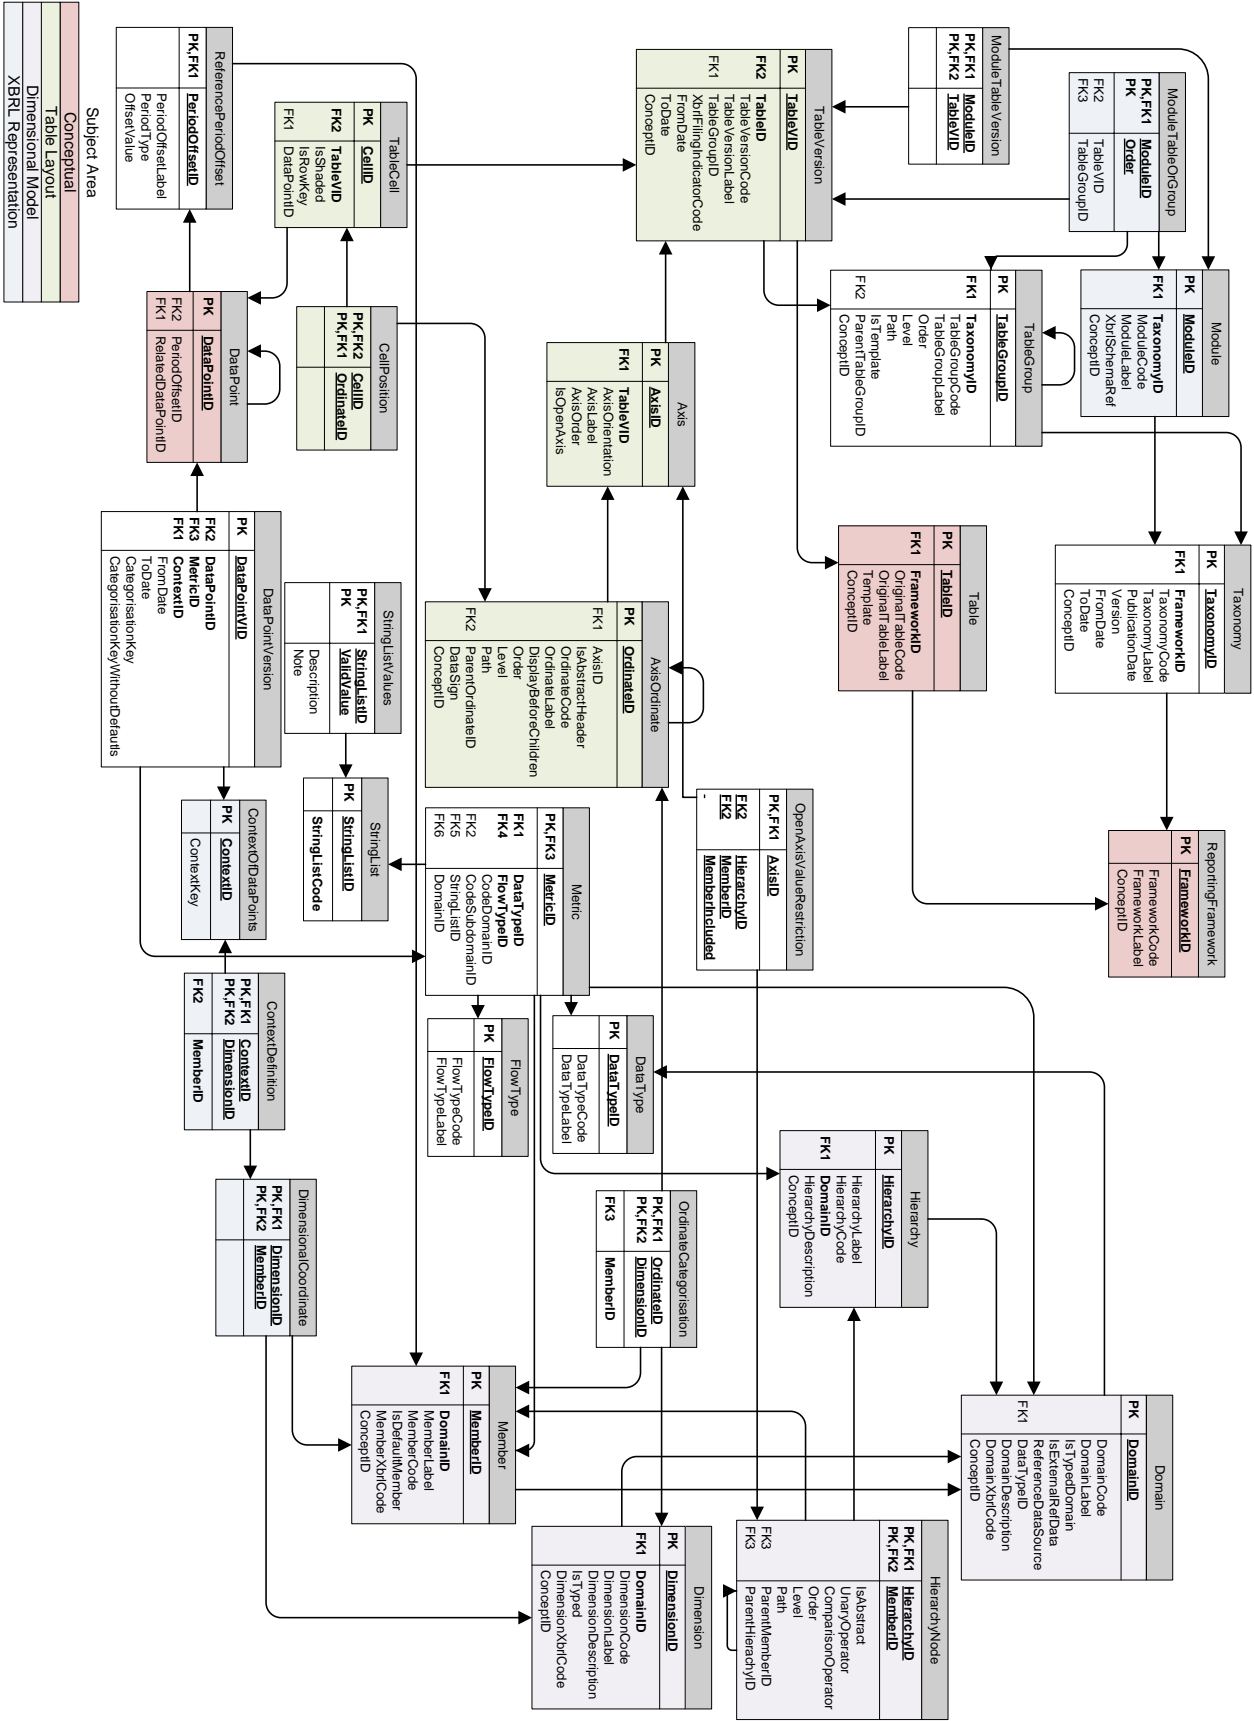 ModuleTableOrGroup
PK,FK1 ModuleID
PK Order
FK2 TableVID
FK3 TableGroupID
Module
PK ModuleID
FK1 TaxonomyID
ModuleCode
ModuleLabel
XbrlSchemaRef
ConceptID
Taxonomy
PK TaxonomyID
FK1 FrameworkID
TaxonomyCode
TaxonomyLabel
PublicationDate
Version
FromDate
ToDate
ConceptID
ReportingFramework
PK FrameworkID
FrameworkCode
FrameworkLabel
ConceptID
Domain
PK DomainID
DomainCode
DomainLabel
IsTypedDomain
IsExternalRefData
ReferenceDataSource
FK1 DataTypeID
DomainDescription
DomainXbrlCode
ConceptID
ModuleTableVersion
PK,FK1 ModuleID
PK,FK2 TableVID
TableGroup
PK TableGroupID
FK1 TaxonomyID
TableGroupCode
TableGroupLabel
Order
Level
Path
IsTemplate
FK2 ParentTableGroupID
ConceptID
Table
PK TableID
FK1 FrameworkID
OriginalTableCode
OriginalTableLabel
Template
ConceptID
Hierarchy
PK HierarchyID
HierarchyLabel
HierarchyCode
FK1 DomainID
HierarchyDescription
ConceptID
HierarchyNode
PK,FK1 HierarchyID
PK,FK2 MemberID
IsAbstract
UnaryOperator
ComparisonOperator
Order
Level
Path
FK3 ParentMemberID
FK3 ParentHierachyID
TableVersion
PK TableVID
FK2 TableID
TableVersionCode
TableVersionLabel
FK1 TableGroupID
XbrlFilingIndicatorCode
FromDate
ToDate
ConceptID
OpenAxisValueRestriction
PK,FK1 AxisID
FK2 HierarchyID
FK2 MemberID
- MemberIncluded
Axis
PK AxisID
FK1 TableVID
AxisOrientation
AxisLabel
AxisOrder
IsOpenAxis
AxisOrdinate
PK OrdinateID
FK1 AxisID
IsAbstractHeader
OrdinateCode
OrdinateLabel
DisplayBeforeChildren
Order
Level
Path
FK2 ParentOrdinateID
DataSign
ConceptID
DataType
PK DataTypeID
DataTypeCode
DataTypeLabel
OrdinateCategorisation
PK,FK1 OrdinateID
PK,FK2 DimensionID
FK3 MemberID
Dimension
PK DimensionID
FK1 DomainID
DimensionCode
DimensionLabel
DimensionDescription
IsTyped
DimensionXbrlCode
ConceptID
Metric
PK,FK3 MetricID
FK1 DataTypeID
FK4 FlowTypeID
CodeDomainID
FK2 CodeSubdomainID
FK5 StringListID
FK6 DomainID
FlowType
PK FlowTypeID
FlowTypeCode
FlowTypeLabel
Member
PK MemberID
FK1 DomainID
MemberLabel
MemberCode
IsDefaultMember
MemberXbrlCode
ConceptID
TableCell
PK CellID
FK2 TableVID
IsShaded
IsRowKey
FK1 DataPointID
CellPosition
PK,FK2 CellID
PK,FK1 OrdinateID
StringListValues
PK,FK1 StringListID
PK ValidValue
Description
Note
StringList
PK StringListID
StringListCode
ReferencePeriodOffset
PK,FK1 PeriodOffsetID
PeriodOffsetLabel
PeriodType
OffsetValue
DataPoint
PK DataPointID
FK2 PeriodOffsetID
FK1 RelatedDataPointID
DataPointVersion
PK DataPointVID
FK2 DataPointID
FK3 MetricID
FK1 ContextID
FromDate
ToDate
CategorisationKey
CategorisationKeyWithoutDefautls
ContextOfDataPoints
PK ContextID
ContextKey
ContextDefinition
PK,FK1 ContextID
PK,FK2 DimensionID
FK2 MemberID
DimensionalCoordinate
PK,FK1 DimensionID
PK,FK2 MemberID
Subject Area
Conceptual
Table Layout
Dimensional Model
XBRL Representation